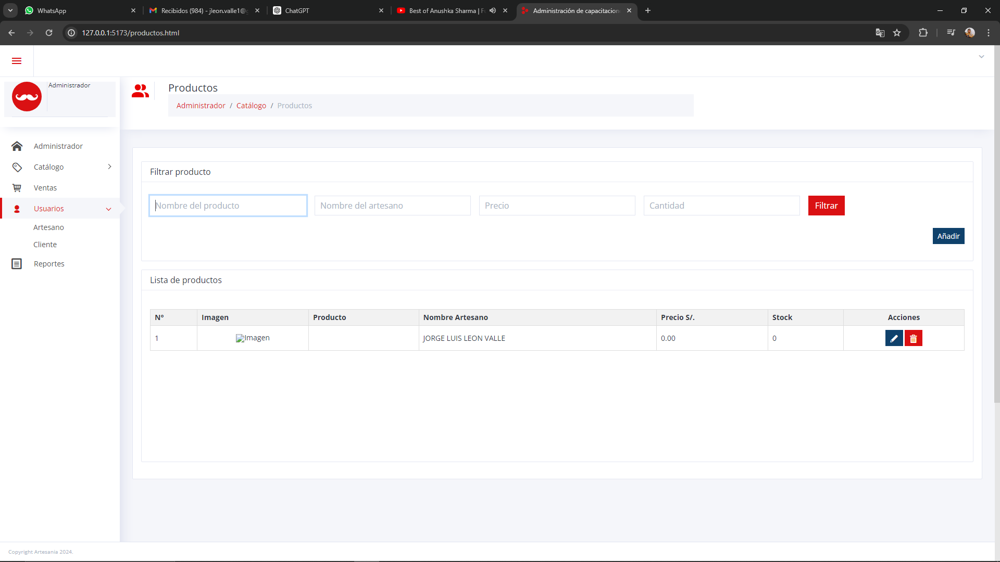 WhatsApp
Recibidos (984) - jleon.valle1@g
ChatGPT
Best of Anushka Sharma | F
Administración de capacitacion
127.0.0.1:5173/productos.html
Administrador
Productos
Administrador / Catálogo / Productos
Administrador
Catálogo
Ventas
Usuarios
Artesano
Cliente
Reportes
Filtrar producto
Nombre del producto
Nombre del artesano
Precio
Cantidad
Filtrar
Añadir
Lista de productos
N° Imagen Producto Nombre Artesano Precio S/. Stock Acciones
1 Imagen JORGE LUIS LEON VALLE 0.00 0
Copyright Artesania 2024.